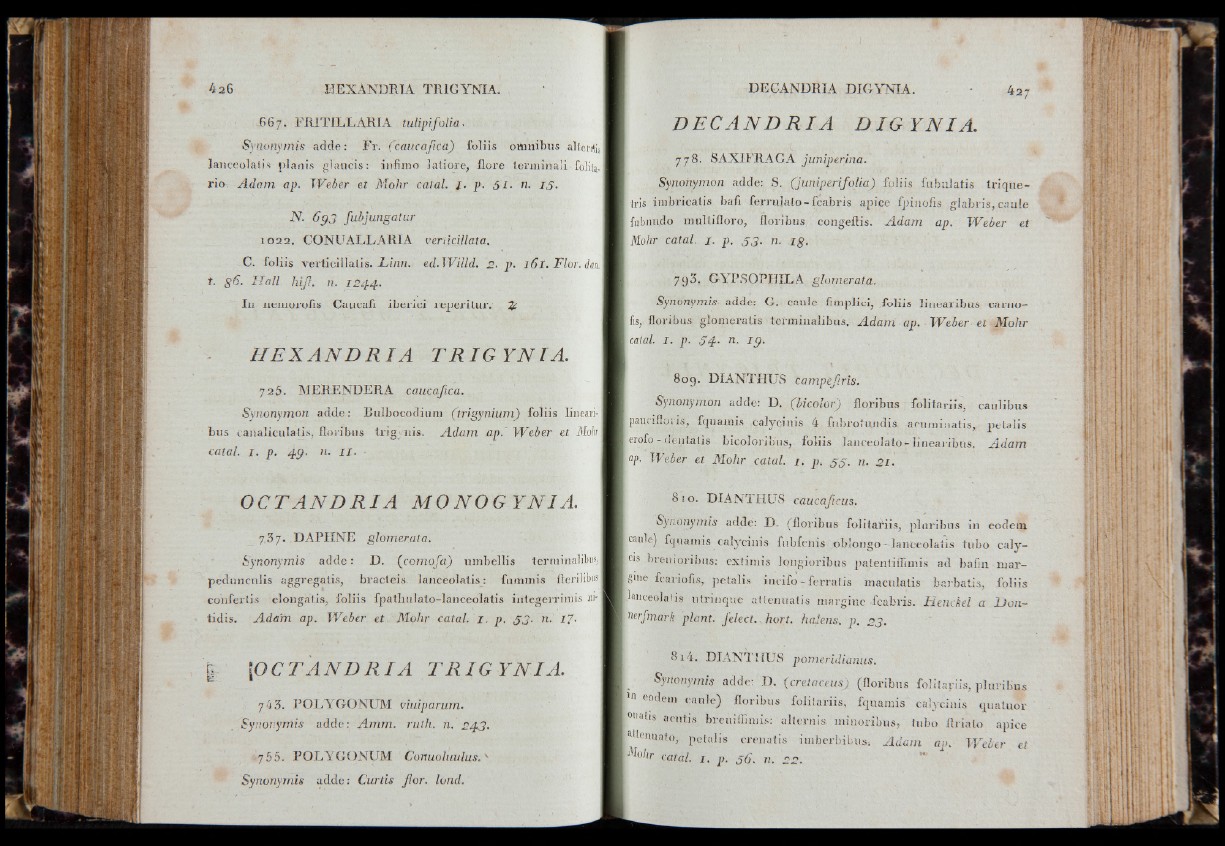 426 HEXANDRIA TRIGYNIA.
667. FRITILLARIA tulipifolia.
Synonymis adde: Fr. (caucaſica) foliis omnibus alternis
lanceolatis planis glaucis: infimo latiore, flore terminali ſolita-
rio Adam ap. Weber et Mohr catal. 1. p. 51. n. 15.
N. 693 ſubjungatur
1022. CONUALLARIA verticillata.
C. foliis verticillatis. Linn. ed. Willd. 2. p. 161. Flor. dan.
t. 86. Hall hiſt. n. 1244.
In nemoroſis Caucaſi iberici reperitur. ♃
HEXANDRIA TRIGYNIA.
725. MERENDERA caucaſica.
Synonymon adde: Bulbocodium (trigynium) foliis lineari-
bus canaliculatis, floribus trigynis. Adam ap. Weber et Mohr
catal. 1. p. 49. n. 11.
OCTANDRIA MONOGYNIA.
737. DAPHNE glomerata.
Synonymis adde: D. (comoſa) umbellis terminalibus,
pedunculis aggregatis, bracteis lanceolatis: ſummis ſterilibus
confertis elongatis, foliis ſpathulato-lanceolatis integerrimis ni-
tidis. Adam ap. Weber et Mohr catal. 1. p. 53. n. 17.
OCTANDRIA TRIGYNIA.
743. POLYGONUM viuiparum.
Synonymis adde: Amm. ruth. n. 243.
755. POLYGONUM Conuoluulus.
Synonymis adde: Curtis flor. lond.
DECANDRIA DIGYNIA. 427
DECANDRIA DIGYNIA.
778. SAXIFRAGA juniperina.
Synonymon adde: S. (juniperifolia) foliis ſubulatis trique-
tris imbricatis baſi ſerrulato-ſcabris apice ſpinoſis glabris, caule
ſubnudo multifloro, floribus congeſtis. Adam ap. Weber et
Mohr catal. 1. p. 53. n. 18.
793. GYPSOPHILA glomerata.
Synonymis adde: G. caule ſimplici, foliis linearibus carno-
ſis, floribus glomeratis terminalibus. Adam ap. Weber et Mohr
catal. 1. p. 54. n. 19.
809. DIANTHUS campeſtris.
Synonymon adde: D. (bicolor) floribus ſolitariis, caulibus
paucifloris, ſquamis calycinis 4 ſubrotundis acuminatis, petalis
eroſo-dentatis bicoloribus, foliis lanceolato-linearibus. Adam
ap. Weber et Mohr catal. 1. p. 55. n. 21.
810. DIANTHUS caucaſicus.
Synonymis adde: D. (floribus ſolitariis, pluribus in eodem
caule) ſquamis calycinis ſubſenis oblongo-lanceolatis tubo caly-
cis breuioribus: extimis longioribus patentiſſimis ad baſin mar-
gine ſcarioſis, petalis inciſo-ſerratis maculatis barbatis, foliis
lanceolatis utrinque attenuatis margine ſcabris. Henckel a Don-
nerſmark plant. ſelect. hort. halens. p. 23.
814. DIANTHUS pomeridianus.
Synonymis adde: D. (cretaceus) (floribus ſolitariis, pluribus
in eodem caule) floribus ſolitariis, ſquamis calycinis quatuor
oualis acutis breuiſſimis: alternis minoribus, tubo ſtriato apice
attenuato, petalis crenatis imberbibus. Adam ap. Weber et
Mohr catal. 1. p. 56. n. 22.